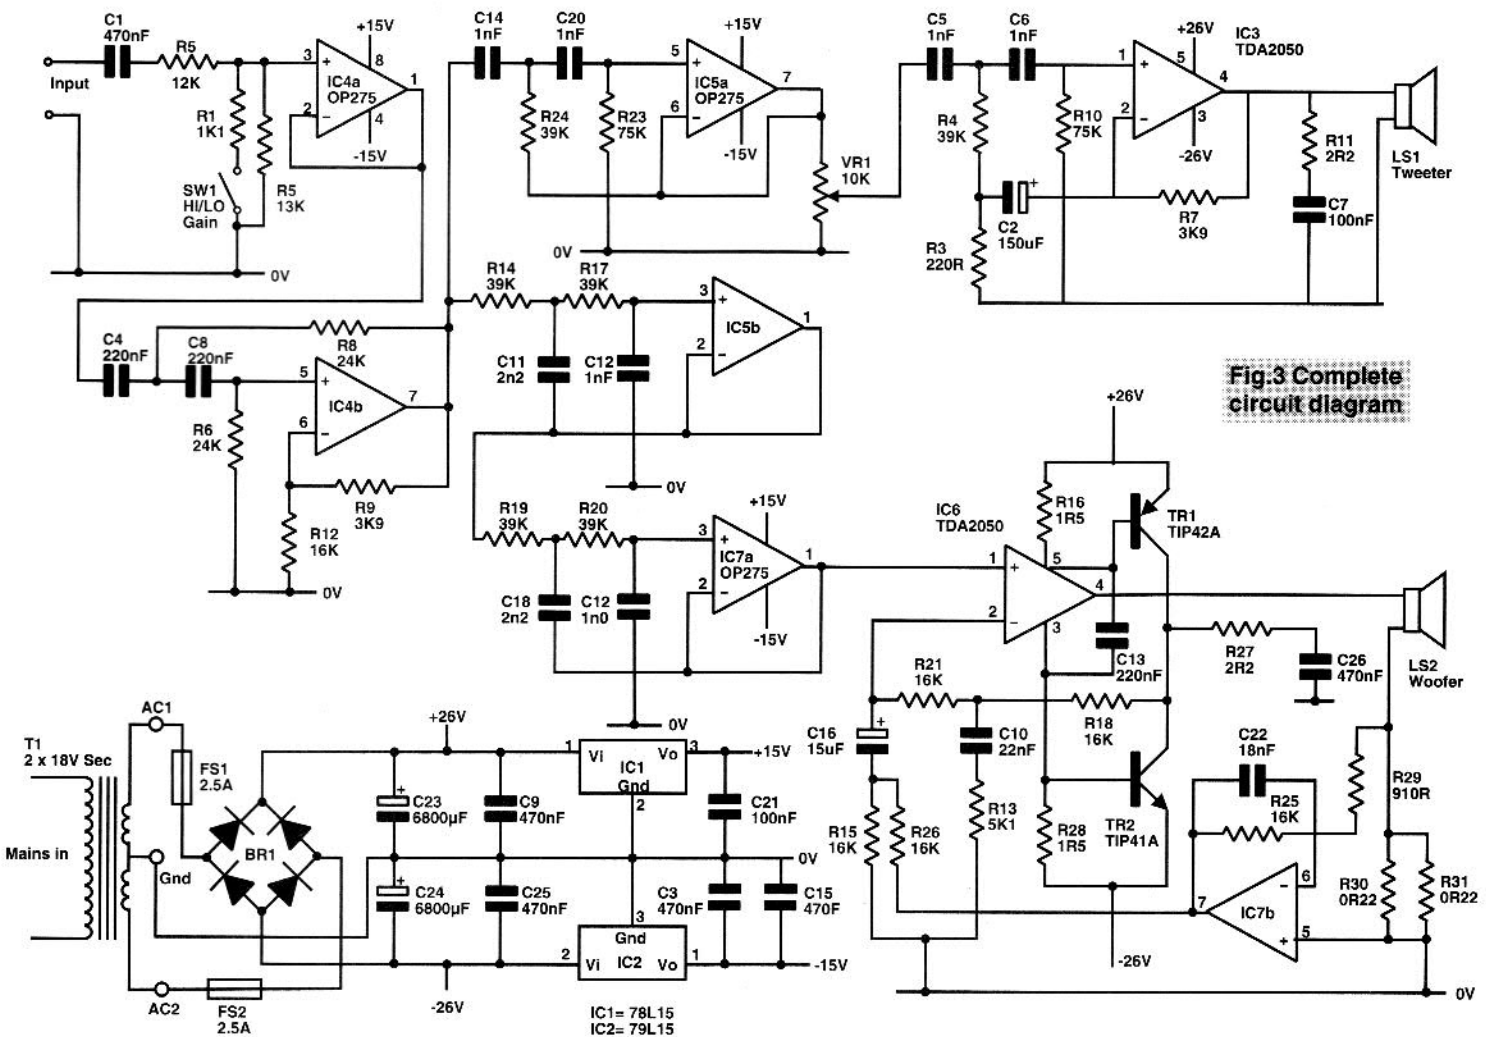 C1
470nF
R5
12K
Input
R1
1K1
SW1
HI/LO
Gain
R5
13K
0V
+15V
3
+
8
IC4a
OP275
1
2
−
4
-15V
C14
1nF
C20
1nF
R24
39K
R23
75K
+15V
5
+
IC5a
OP275
7
6
−
-15V
VR1
10K
0V
C5
1nF
C6
1nF
IC3
TDA2050
+26V
1
+
5
4
2
−
3
-26V
R4
39K
R10
75K
R11
2R2
LS1
Tweeter
+
C2
150uF
R7
3K9
C7
100nF
R3
220R
C4
220nF
C8
220nF
R8
24K
5
+
IC4b
7
6
−
R6
24K
R9
3K9
R12
16K
0V
R14
39K
R17
39K
3
+
IC5b
1
2
−
C11
2n2
C12
1nF
0V
R19
39K
R20
39K
+15V
3
+
IC7a
OP275
1
2
−
-15V
C18
2n2
C12
1n0
0V
Fig.3 Complete
circuit diagram
+26V
IC6
TDA2050
R16
1R5
TR1
TIP42A
1
+
5
4
2
−
3
C13
220nF
R27
2R2
C26
470nF
LS2
Woofer
R21
16K
R18
16K
+
C16
15uF
C10
22nF
R15
16K
R26
16K
R13
5K1
R28
1R5
TR2
TIP41A
C22
18nF
R25
16K
R29
910R
7
IC7b
−
6
+
5
R30
0R22
R31
0R22
-26V
0V
AC1
T1
2 x 18V Sec
FS1
2.5A
Mains in
Gnd
BR1
AC2
FS2
2.5A
+26V
+
C23
6800µF
C9
470nF
1
Vi
Vo
3
IC1
Gnd
2
+15V
C21
100nF
0V
+
C24
6800µF
C25
470nF
C3
470nF
C15
470F
3
Gnd
2
Vi
IC2
Vo
1
-15V
-26V
IC1= 78L15
IC2= 79L15